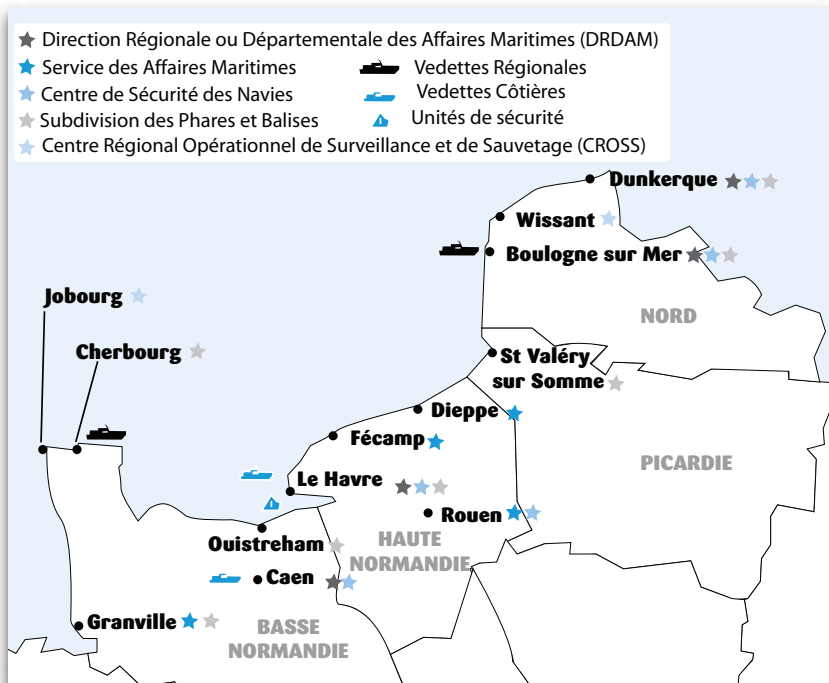 Direction Régionale ou Départementale des Affaires Maritimes (DRDAM)
Service des Affaires Maritimes
Vedettes Régionales
Centre de Sécurité des Navies
Vedettes Côtières
Subdivision des Phares et Balises
Unités de sécurité
Centre Régional Opérationnel de Surveillance et de Sauvetage (CROSS)
Dunkerque
Wissant
Boulogne sur Mer
Jobourg
NORD
Cherbourg
St Valéry
sur Somme
Dieppe
Fécamp
PICARDIE
Le Havre
Rouen
Ouistreham
HAUTE
NORMANDIE
Caen
Granville
BASSE
NORMANDIE